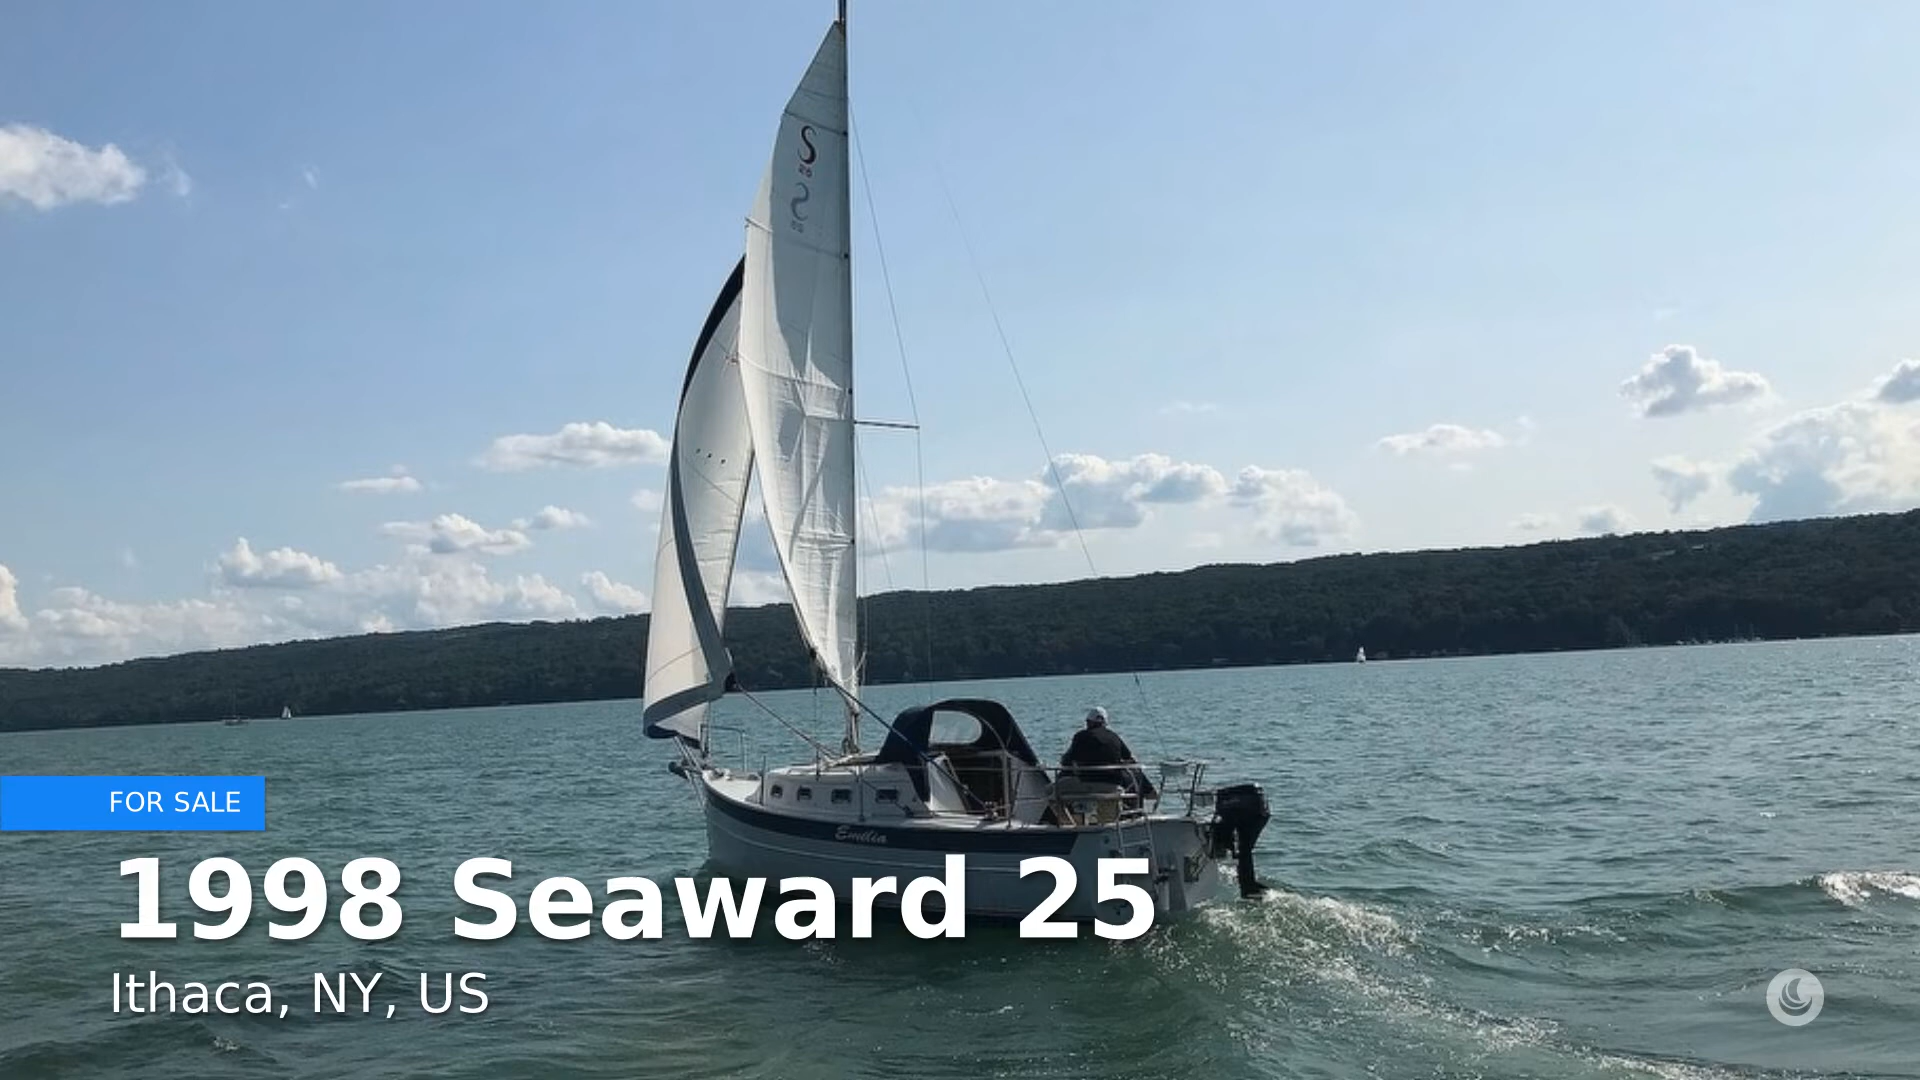 S
Emilia
FOR SALE
1998 Seaward 25
Ithaca, NY, US